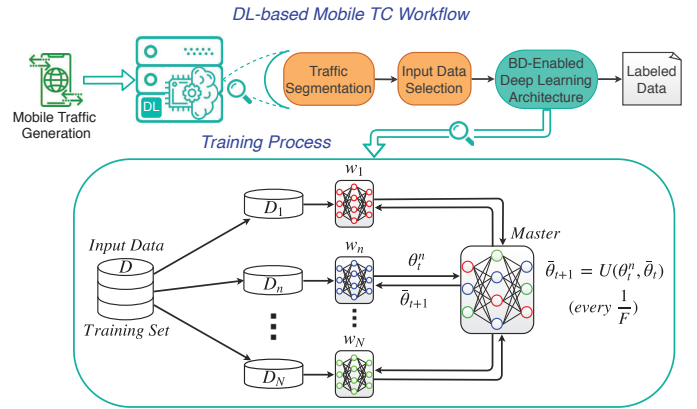 DL-based Mobile TC Workflow
Mobile Traffic
Generation
DL
Traffic
Segmentation
Input Data
Selection
BD-Enabled
Deep Learning
Architecture
Labeled
Data
Training Process
Input Data
D
Training Set
D₁
Dₙ
D_N
w₁
wₙ
w_N
θₜⁿ
θ̄ₜ₊₁
Master
θ̄ₜ₊₁ = U(θₜⁿ, θ̄ₜ)
(every 1/F)